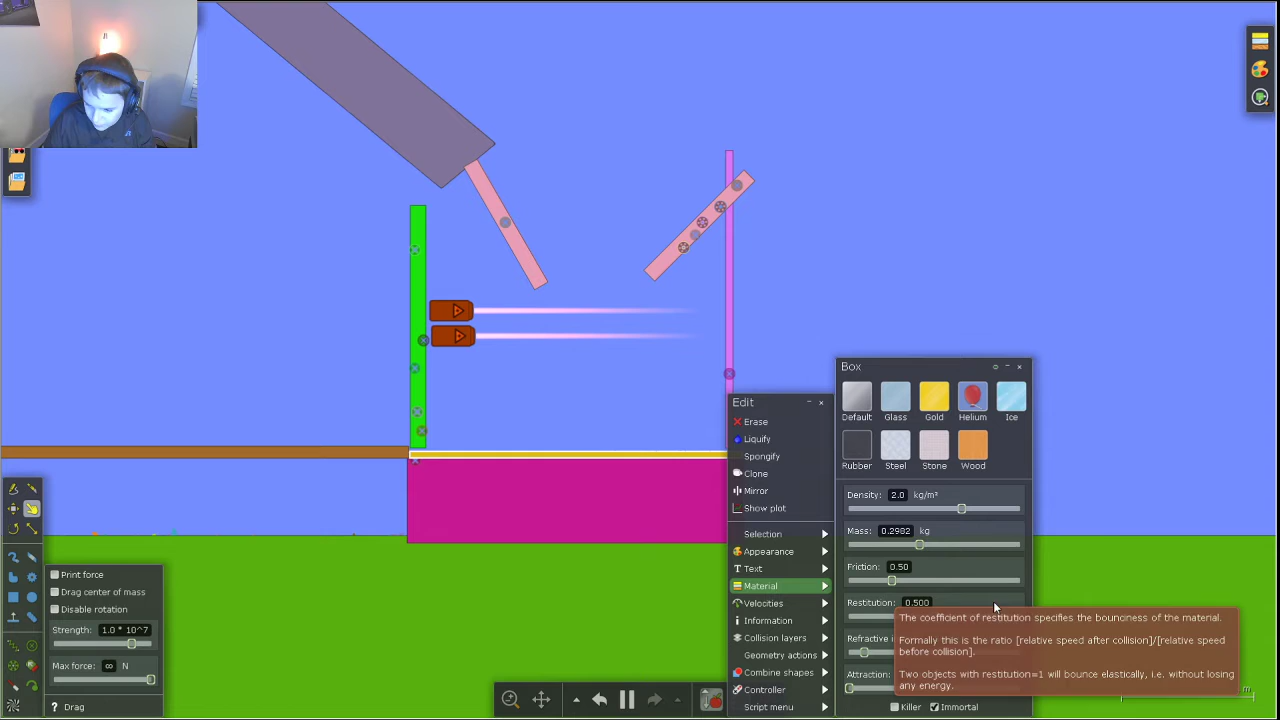 Print force
Drag center of mass
Disable rotation
Strength: 1.0 * 10^7
Max force: ∞ N
? Drag
Edit
Erase
Liquify
Spongify
Clone
Mirror
Show plot
Selection
Appearance
Text
Material
Velocities
Information
Collision layers
Geometry actions
Combine shapes
Controller
Script menu
Box
Default Glass Gold Helium Ice
Rubber Steel Stone Wood
Density: 2.0 kg/m³
Mass: 0.2982 kg
Friction: 0.50
Restitution: 0.500
The coefficient of restitution specifies the bounciness of the material.
Formally this is the ratio [relative speed after collision]/[relative speed
before collision].
Two objects with restitution=1 will bounce elastically, i.e. without losing
any energy.
Refractive
Attraction:
Killer Immortal
m